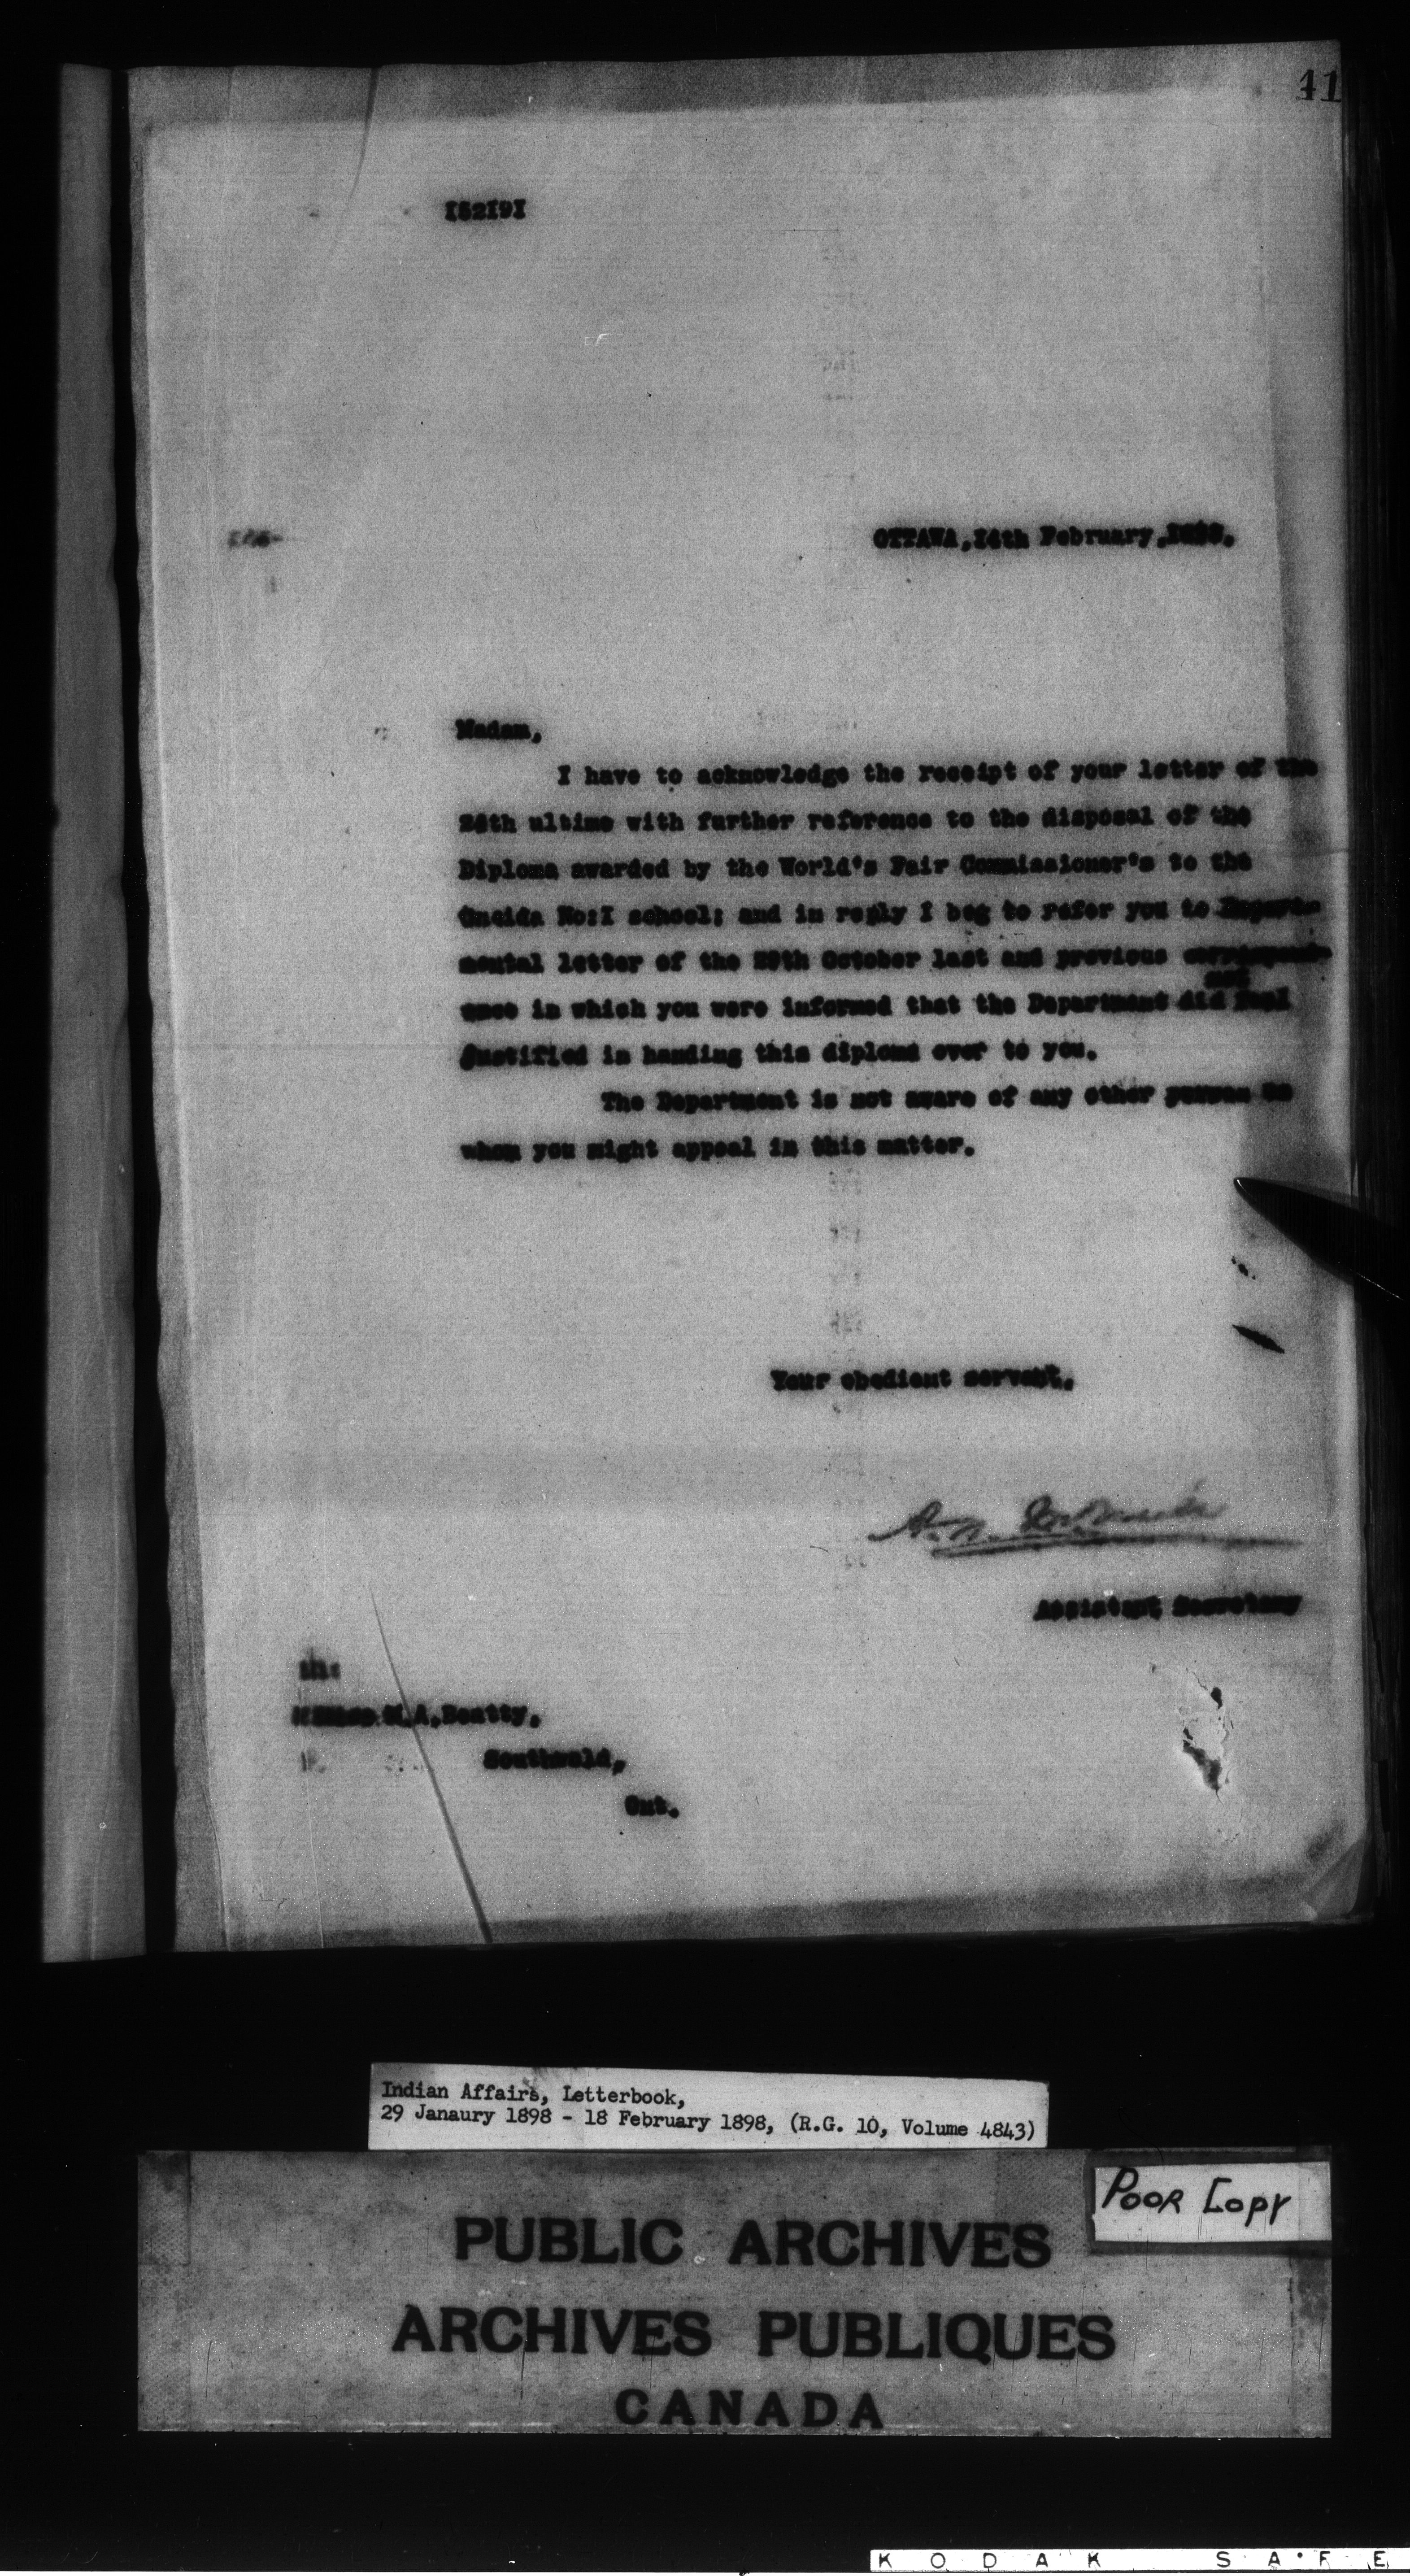 41
I52I9I
OTTAWA,I4th February,1898.
Madam,
I have to acknowledge the receipt of your letter of the
ultimo with further reference to the disposal of the
Diploma awarded by the World's Fair Commissioner's to the
Oneida No:I school; and in reply I beg to refer you to Depart-
mental letter of the 29th October last and previous correspond-
not
ence in which you were informed that the Department did feel
justified in handing this diploma over to you.
The Department is not aware of any other person to
whom you might appeal in this matter.
Your obedient servant.
A. N. McNeill
Assistant Secretary
M.A.Beatty,
Southwold,
Ont.
Indian Affairs, Letterbook,
29 Janaury 1898 - 18 February 1898, (R.G. 10, Volume 4843)
POOR COPY
PUBLIC ARCHIVES
ARCHIVES PUBLIQUES
CANADA
KODAK SAFE